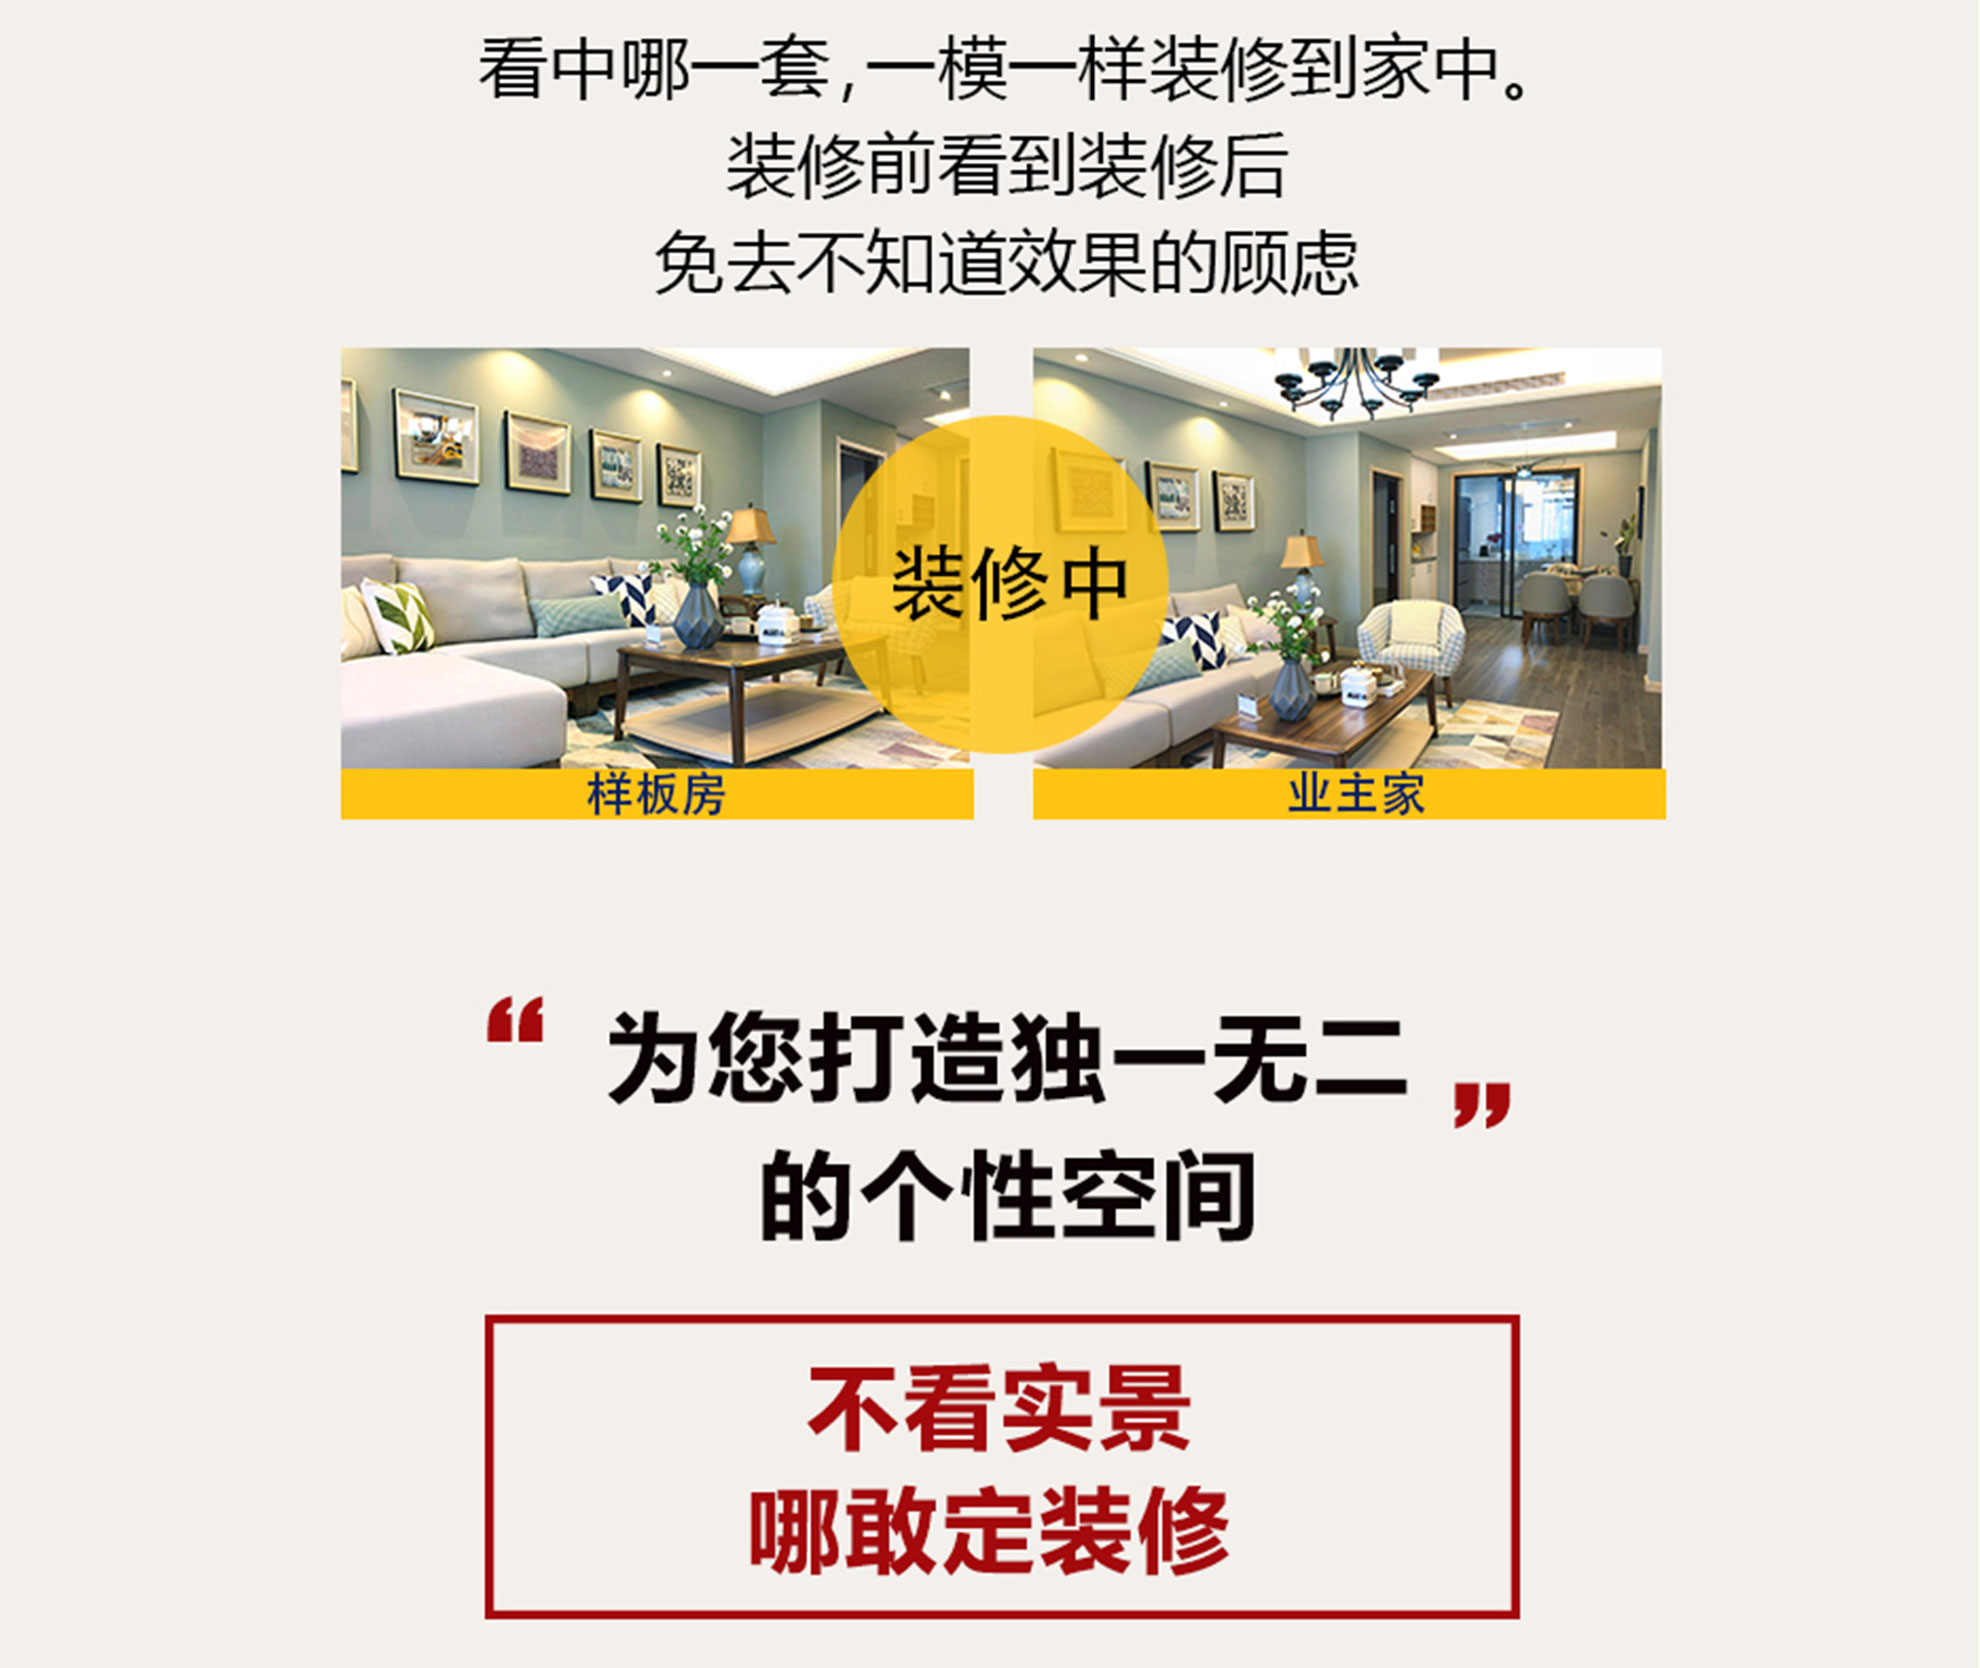 看中哪一套，一模一样装修到家中。
装修前看到装修后
免去不知道效果的顾虑
装修中
样板房
业主家
“为您打造独一无二”
的个性空间
不看实景
哪敢定装修